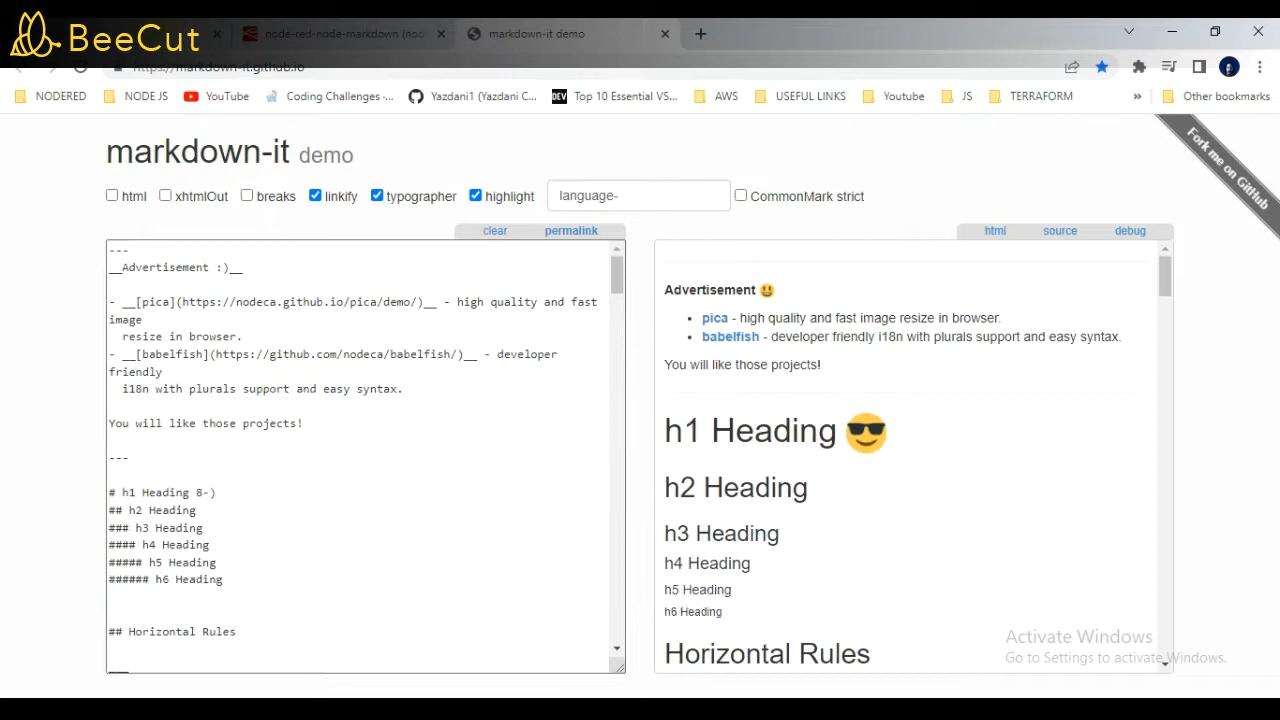 BeeCut
node-red-node-markdown (nod
markdown-it demo
https://markdown-it.github.io
NODERED
NODE JS
YouTube
Coding Challenges -...
Yazdani1 (Yazdani C...
DEV
Top 10 Essential VS...
AWS
USEFUL LINKS
Youtube
JS
TERRAFORM
»
Other bookmarks
Fork me on GitHub
markdown-it demo
html
xhtmlOut
breaks
linkify
typographer
highlight
language-
CommonMark strict
clear
permalink
html
source
debug
---
__Advertisement :)__
- __[pica](https://nodeca.github.io/pica/demo/)__ - high quality and fast
image
resize in browser.
- __[babelfish](https://github.com/nodeca/babelfish/)__ - developer
friendly
i18n with plurals support and easy syntax.
You will like those projects!
---
# h1 Heading 8-)
## h2 Heading
### h3 Heading
#### h4 Heading
##### h5 Heading
###### h6 Heading
## Horizontal Rules
___
Advertisement 😃
• pica - high quality and fast image resize in browser.
• babelfish - developer friendly i18n with plurals support and easy syntax.
You will like those projects!
h1 Heading 😎
h2 Heading
h3 Heading
h4 Heading
h5 Heading
h6 Heading
Horizontal Rules
Activate Windows
Go to Settings to activate Windows.